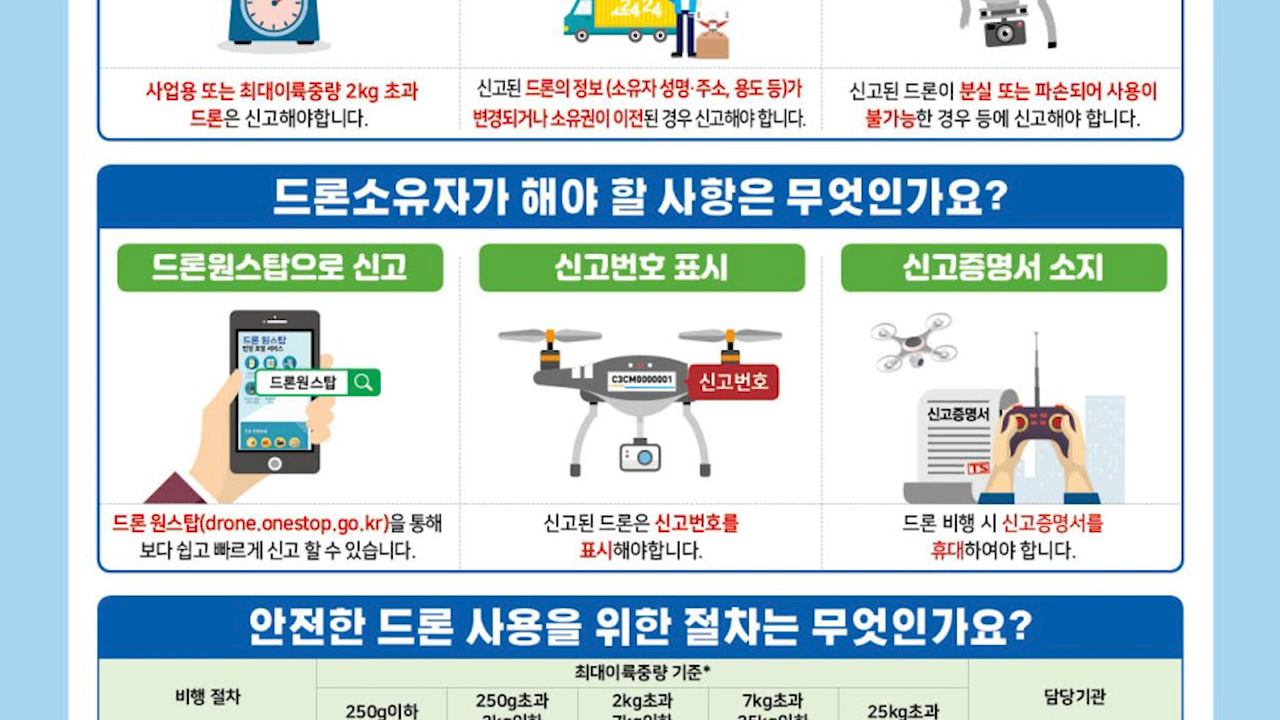 2424
사업용 또는 최대이륙중량 2kg 초과
드론은 신고해야합니다.
신고된 드론의 정보 (소유자 성명·주소, 용도 등)가
변경되거나 소유권이 이전된 경우 신고해야 합니다.
신고된 드론이 분실 또는 파손되어 사용이
불가능한 경우 등에 신고해야 합니다.
드론소유자가 해야 할 사항은 무엇인가요?
드론원스탑으로 신고
드론 원스탑
드론원스탑
드론 원스탑(drone.onestop.go.kr)을 통해
보다 쉽고 빠르게 신고 할 수 있습니다.
신고번호 표시
C3CM0000001
신고번호
신고된 드론은 신고번호를
표시해야합니다.
신고증명서 소지
신고증명서
TS
드론 비행 시 신고증명서를
휴대하여야 합니다.
안전한 드론 사용을 위한 절차는 무엇인가요?
비행 절차
최대이륙중량 기준*
담당기관
250g이하
250g초과
2kg초과
7kg초과
25kg초과